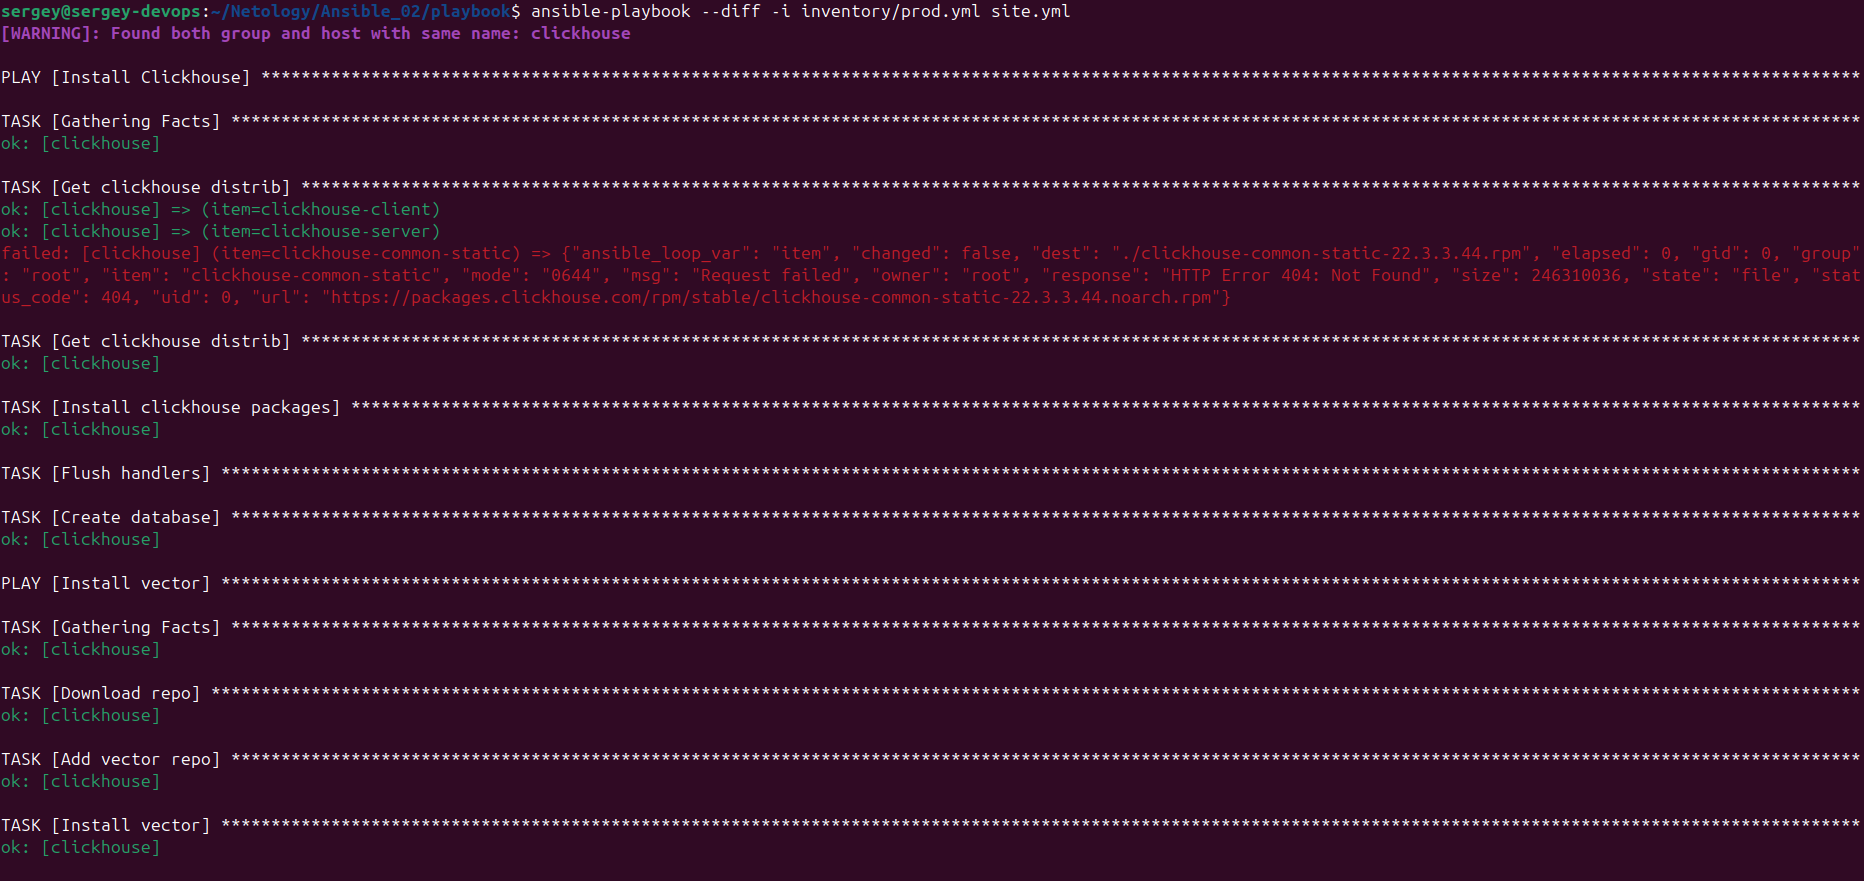 sergey@sergey-devops:~/Netology/Ansible_02/playbook$ ansible-playbook --diff -i inventory/prod.yml site.yml
[WARNING]: Found both group and host with same name: clickhouse
PLAY [Install Clickhouse] ****************************************************************************************************************************************************************
TASK [Gathering Facts] *******************************************************************************************************************************************************************
ok: [clickhouse]
TASK [Get clickhouse distrib] ************************************************************************************************************************************************************
ok: [clickhouse] => (item=clickhouse-client)
ok: [clickhouse] => (item=clickhouse-server)
failed: [clickhouse] (item=clickhouse-common-static) => {"ansible_loop_var": "item", "changed": false, "dest": "./clickhouse-common-static-22.3.3.44.rpm", "elapsed": 0, "gid": 0, "group"
: "root", "item": "clickhouse-common-static", "mode": "0644", "msg": "Request failed", "owner": "root", "response": "HTTP Error 404: Not Found", "size": 246310036, "state": "file", "stat
us_code": 404, "uid": 0, "url": "https://packages.clickhouse.com/rpm/stable/clickhouse-common-static-22.3.3.44.noarch.rpm"}
TASK [Get clickhouse distrib] ************************************************************************************************************************************************************
ok: [clickhouse]
TASK [Install clickhouse packages] *******************************************************************************************************************************************************
ok: [clickhouse]
TASK [Flush handlers] ********************************************************************************************************************************************************************
TASK [Create database] *******************************************************************************************************************************************************************
ok: [clickhouse]
PLAY [Install vector] ********************************************************************************************************************************************************************
TASK [Gathering Facts] *******************************************************************************************************************************************************************
ok: [clickhouse]
TASK [Download repo] *********************************************************************************************************************************************************************
ok: [clickhouse]
TASK [Add vector repo] *******************************************************************************************************************************************************************
ok: [clickhouse]
TASK [Install vector] ********************************************************************************************************************************************************************
ok: [clickhouse]